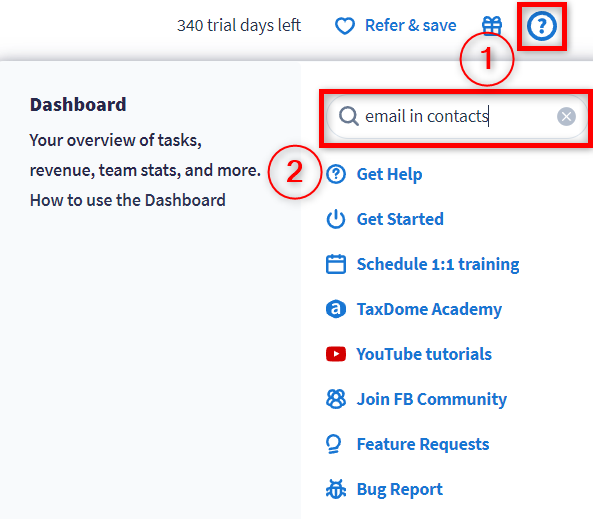 340 trial days left Refer & save
1
Dashboard
Your overview of tasks,
revenue, team stats, and more.
How to use the Dashboard
email in contacts
2
Get Help
Get Started
Schedule 1:1 training
TaxDome Academy
YouTube tutorials
Join FB Community
Feature Requests
Bug Report